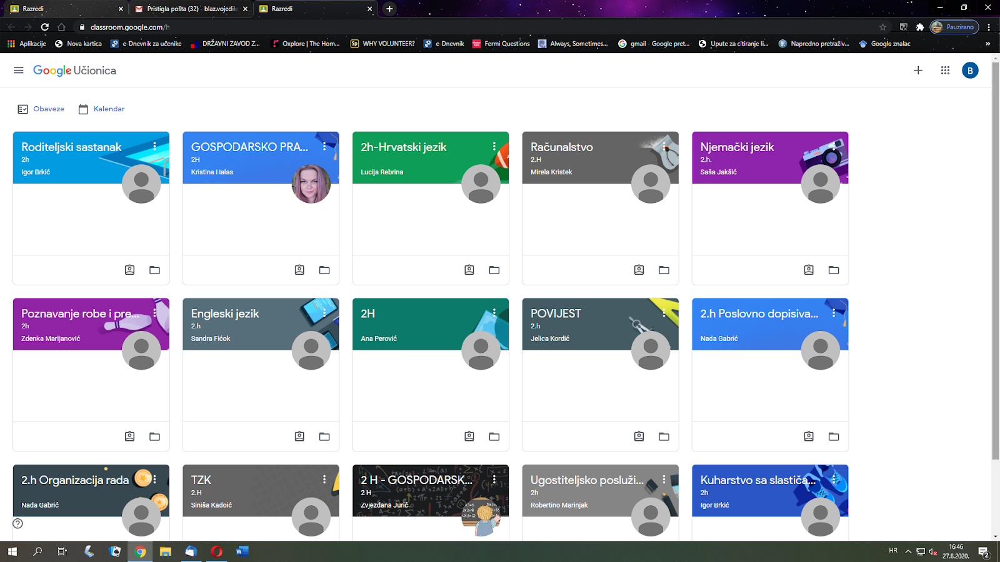 Razredi
Pristigla pošta (32) - blaz.vojedilo
Razredi
classroom.google.com/h
Pauzirano
Aplikacije
Nova kartica
e-Dnevnik za učenike
DRŽAVNI ZAVOD Z...
Oxplore | The Hom...
Sp
WHY VOLUNTEER?
e-Dnevnik
Fermi Questions
Always, Sometimes...
gmail - Google pret...
Upute za citiranje li...
Napredno pretraživ...
Google znalac
»
Google Učionica
B
Obaveze
Kalendar
Roditeljski sastanak
2h
Igor Brkić
GOSPODARSKO PRA...
2H
Kristina Halas
2h-Hrvatski jezik
Lucija Rebrina
Računalstvo
2.H
Mirela Kristek
Njemački jezik
2.h.
Saša Jakšić
Poznavanje robe i pre...
2h
Zdenka Marijanović
Engleski jezik
2.h
Sandra Fićok
2H
Ana Perović
POVIJEST
2.h
Jelica Kordić
2.h Poslovno dopisiva...
Nada Gabrić
2.h Organizacija rada
Nada Gabrić
TZK
2.H
Siniša Kadoić
2 H - GOSPODARSK...
2 H
Zvjezdana Jurić
Ugostiteljsko posluži...
2h
Robertino Marinjak
Kuharstvo sa slastiča...
2h
Igor Brkić
HR
16:46
27.8.2020.
2